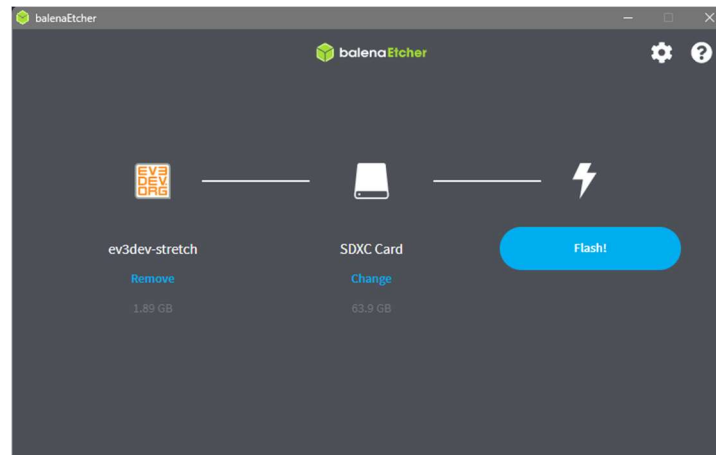 balenaEtcher
balenaEtcher
EV3
DEV
ORG
ev3dev-stretch
SDXC Card
Flash!
Remove
Change
1.89 GB
63.9 GB